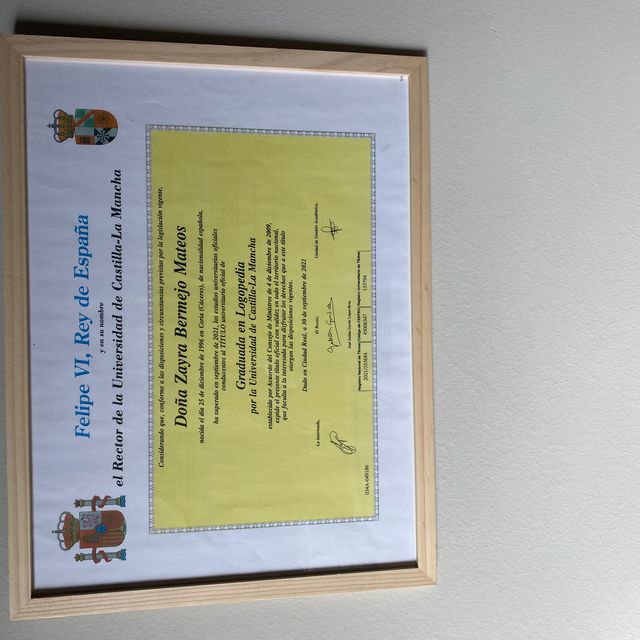 Felipe VI, Rey de España
y en su nombre
el Rector de la Universidad de Castilla-La Mancha
Considerando que, conforme a las disposiciones y circunstancias previstas por la legislación vigente,
Doña Zayra Bermejo Mateos
nacida el día 25 de diciembre de 1996 en Coria (Cáceres), de nacionalidad española,
ha superado en septiembre de 2021, los estudios universitarios oficiales
conducentes al TÍTULO universitario oficial de
Graduada en Logopedia
por la Universidad de Castilla-La Mancha
establecido por Acuerdo del Consejo de Ministros de 4 de diciembre de 2009,
expide el presente título oficial con validez en todo el territorio nacional,
que faculta a la interesada para disfrutar los derechos que a este título
otorgan las disposiciones vigentes.
Dado en Ciudad Real, a 30 de septiembre de 2021
La interesada,
El Rector,
Unidad de Gestión Académica,